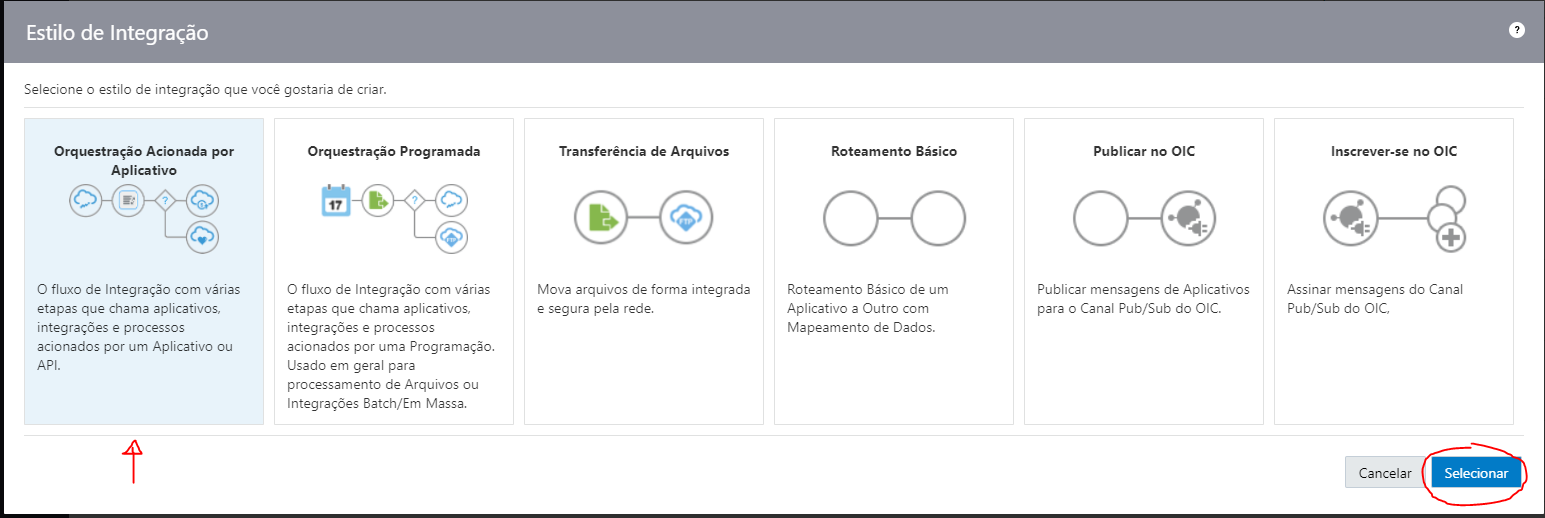 Estilo de Integração
?
Selecione o estilo de integração que você gostaria de criar.
Orquestração Acionada por
Aplicativo
?
O fluxo de Integração com várias
etapas que chama aplicativos,
integrações e processos
acionados por um Aplicativo ou
API.
Orquestração Programada
17
?
FTP
O fluxo de Integração com várias
etapas que chama aplicativos,
integrações e processos
acionados por uma Programação.
Usado em geral para
processamento de Arquivos ou
Integrações Batch/Em Massa.
Transferência de Arquivos
FTP
Mova arquivos de forma integrada
e segura pela rede.
Roteamento Básico
Roteamento Básico de um
Aplicativo a Outro com
Mapeamento de Dados.
Publicar no OIC
Publicar mensagens de Aplicativos
para o Canal Pub/Sub do OIC.
Inscrever-se no OIC
Assinar mensagens do Canal
Pub/Sub do OIC,
Cancelar
Selecionar